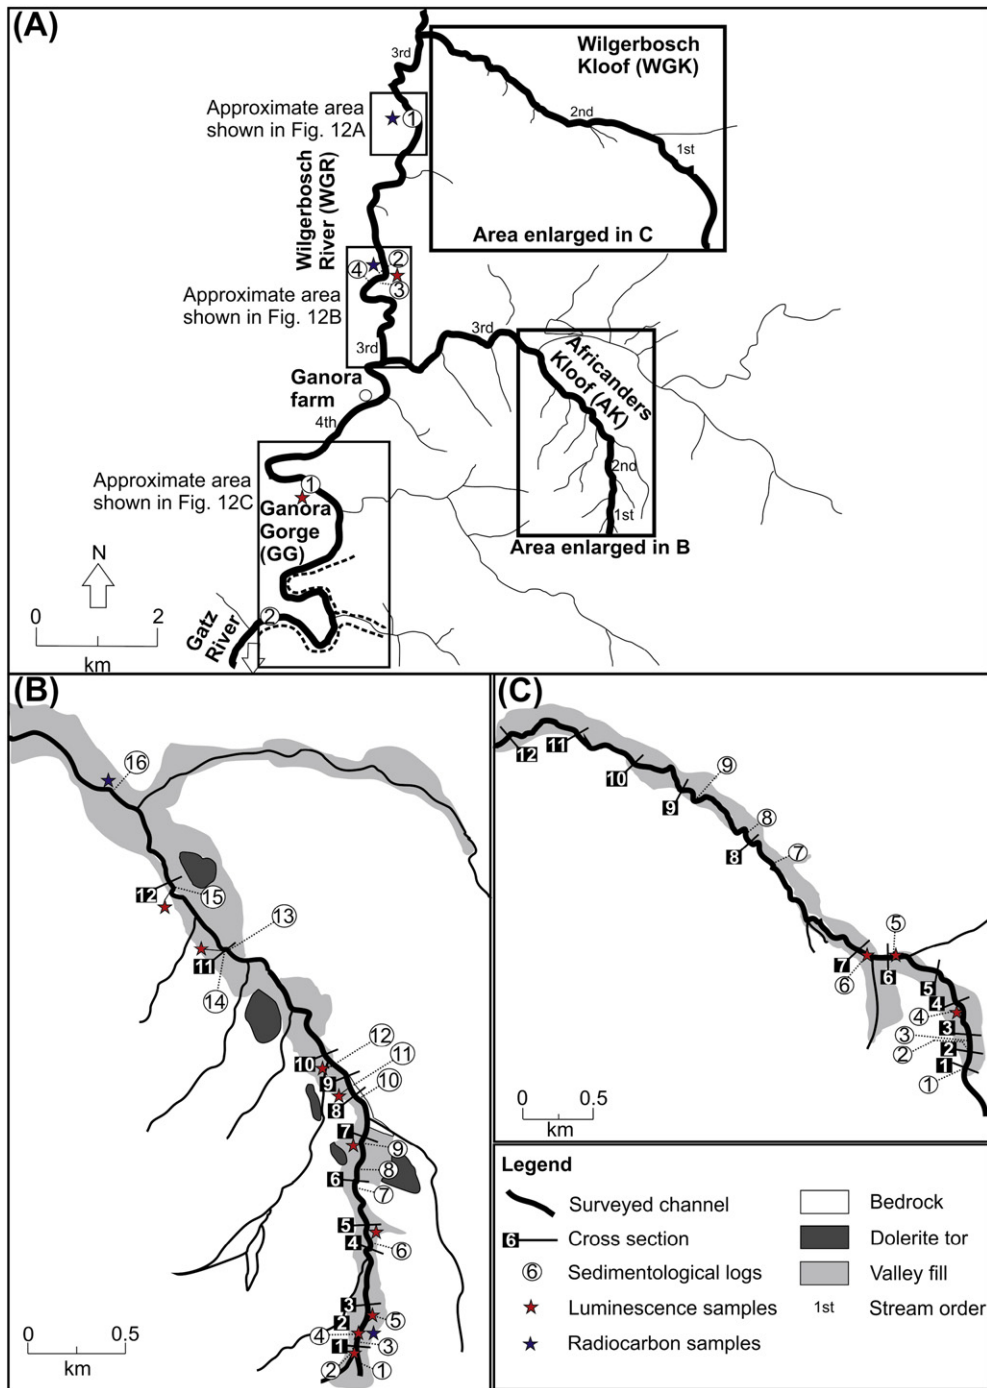 (A)
Wilgerbosch
Kloof (WGK)
3rd
2nd
1st
Approximate area
shown in Fig. 12A
1
Wilgerbosch
River (WGR)
Area enlarged in C
2
4
3
Approximate area
shown in Fig. 12B
3rd
3rd
Africanders
Kloof (AK)
Ganora
farm
4th
2nd
1st
Approximate area
shown in Fig. 12C
1
Ganora
Gorge
(GG)
Area enlarged in B
N
0 2
km
2
Gatz
River
(B)
16
12
15
13
11
14
10
12
9
11
8
10
7
9
8
6
7
5
4
6
3
2
5
4
3
1
2
1
0 0.5
km
(C)
12
11
10
9
9
8
8
7
5
7
6
6
5
4
4
3
3
2
2
1
1
0 0.5
km
Legend
Surveyed channel
6 Cross section
6 Sedimentological logs
Luminescence samples
Radiocarbon samples
Bedrock
Dolerite tor
Valley fill
1st Stream order